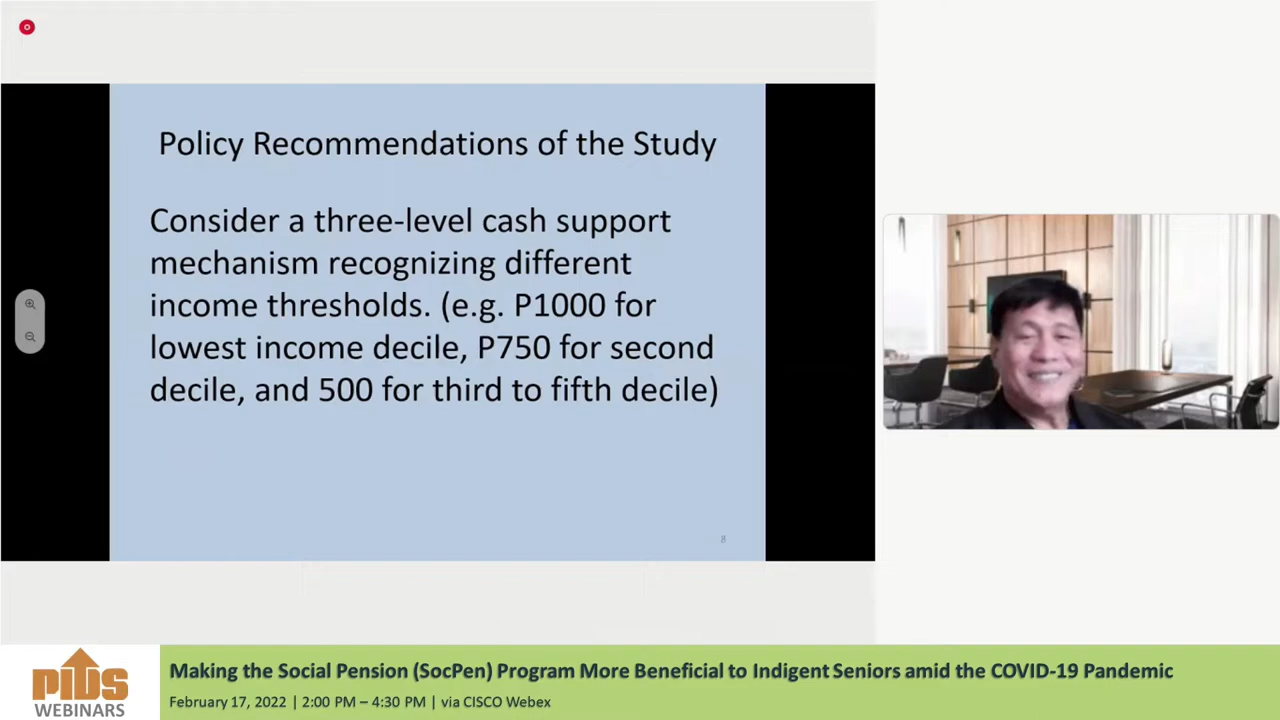 Policy Recommendations of the Study
Consider a three-level cash support
mechanism recognizing different
income thresholds. (e.g. P1000 for
lowest income decile, P750 for second
decile, and 500 for third to fifth decile)
8
PIDS
WEBINARS
Making the Social Pension (SocPen) Program More Beneficial to Indigent Seniors amid the COVID-19 Pandemic
February 17, 2022 | 2:00 PM – 4:30 PM | via CISCO Webex